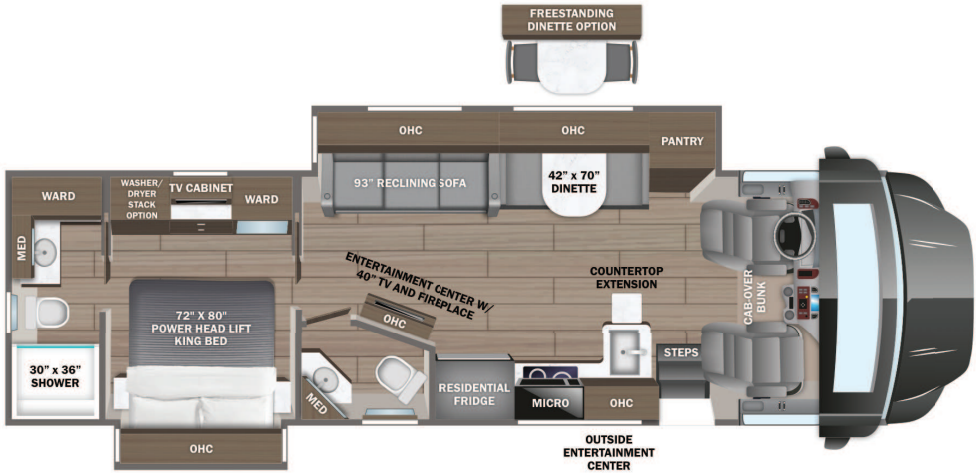 FREESTANDING
DINETTE OPTION
OHC
OHC
PANTRY
93" RECLINING SOFA
42" x 70"
DINETTE
WARD
WASHER/
DRYER
STACK
OPTION
TV CABINET
WARD
MED
ENTERTAINMENT CENTER W/
40" TV AND FIREPLACE
OHC
COUNTERTOP
EXTENSION
CAB-OVER
BUNK
72" X 80"
POWER HEAD LIFT
KING BED
30" x 36"
SHOWER
STEPS
MED
RESIDENTIAL
FRIDGE
MICRO
OHC
OHC
OUTSIDE
ENTERTAINMENT
CENTER